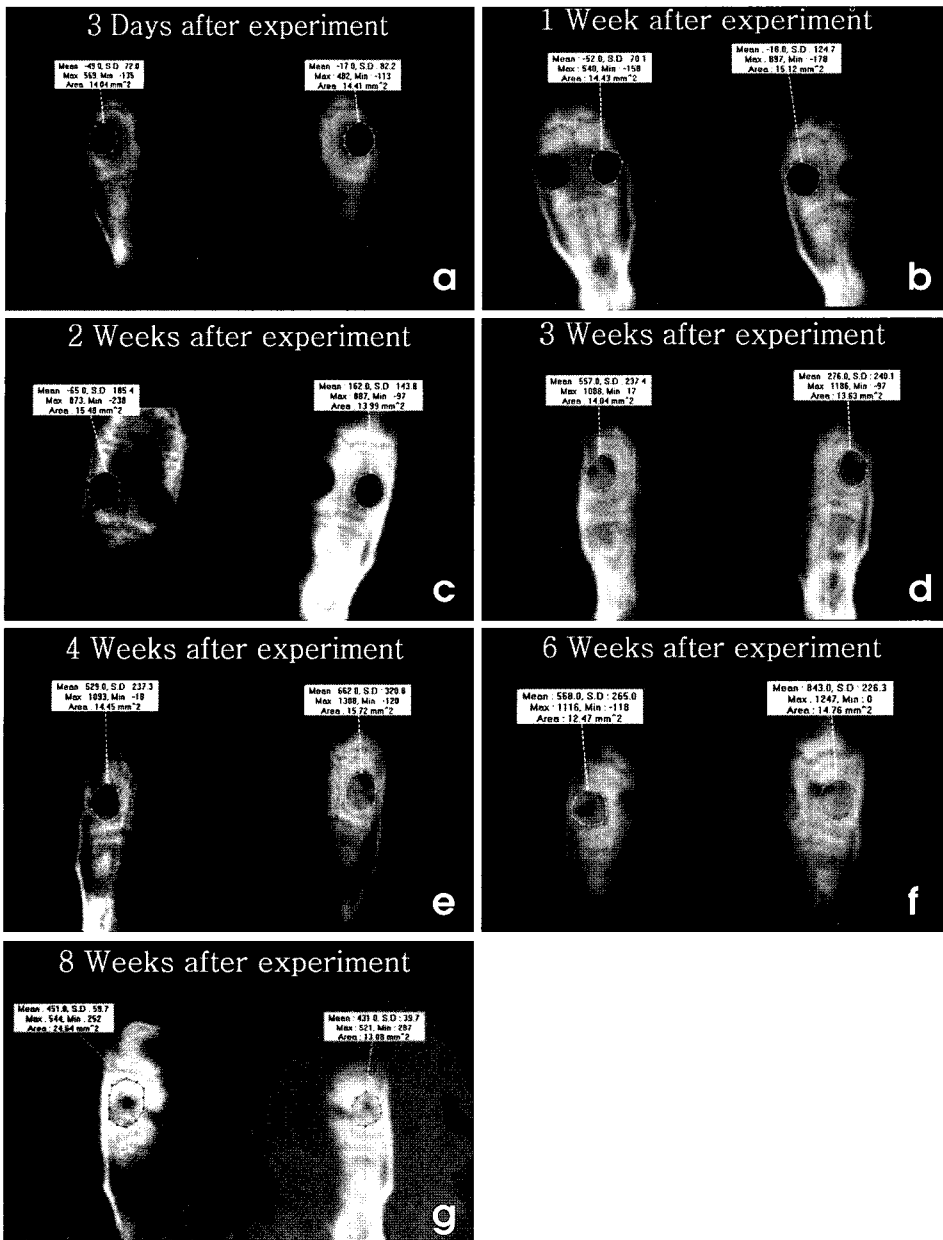 3 Days after experiment
Mean -49.0, S.D 72.0
Max 569, Min -135
Area 14.04 mm^2
Mean -17.0, S.D 82.2
Max 482, Min -113
Area 14.41 mm^2
a
1 Week after experiment
Mean -52.0, S.D 70.1
Max 540, Min -158
Area 14.43 mm^2
Mean -18.0, S.D 124.7
Max 897, Min -178
Area 15.12 mm^2
b
2 Weeks after experiment
Mean -65.0, S.D 185.4
Max 873, Min -238
Area 15.48 mm^2
Mean 162.0, S.D 143.8
Max 887, Min -97
Area 13.99 mm^2
c
3 Weeks after experiment
Mean 557.0, S.D 237.4
Max 1088, Min 17
Area 14.04 mm^2
Mean 276.0, S.D : 240.1
Max 1186, Min -97
Area : 13.63 mm^2
d
4 Weeks after experiment
Mean 529.0, S.D 237.3
Max 1093, Min -18
Area 14.45 mm^2
Mean 662.0, S.D : 320.6
Max 1388, Min -120
Area 15.72 mm^2
e
6 Weeks after experiment
Mean : 568.0, S.D : 265.0
Max : 1116, Min : -118
Area : 12.47 mm^2
Mean : 843.0, S.D : 226.3
Max . 1247, Min : 0
Area : 14.76 mm^2
f
8 Weeks after experiment
Mean . 451.8, S.D . 59.7
Max . 544, Min . 252
Area : 24.64 mm^2
Mean : 431.0, S.D : 39.7
Max . 521, Min : 287
Area : 13.08 mm^2
g